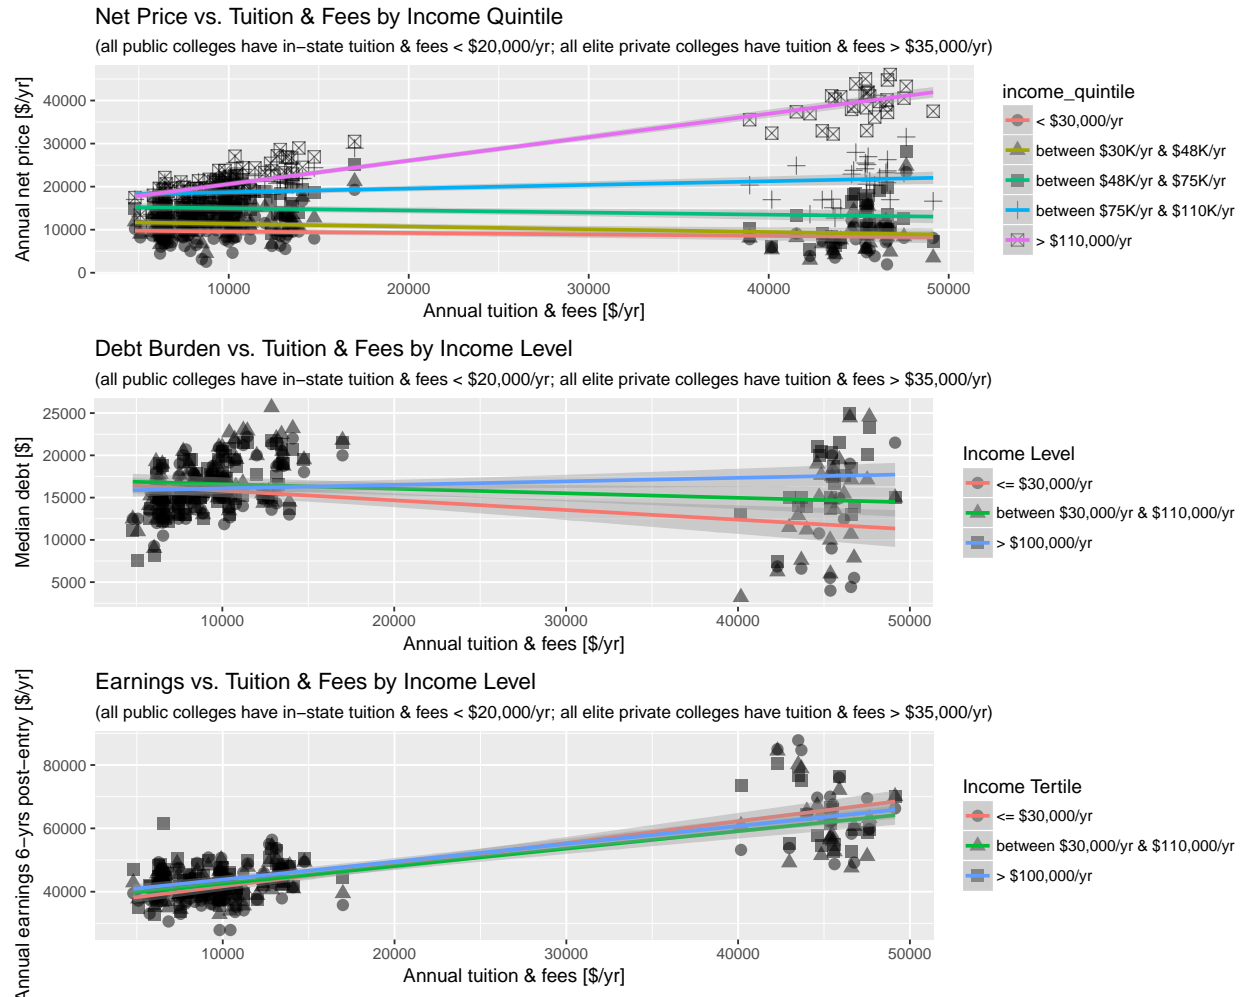 Net Price vs. Tuition & Fees by Income Quintile
(all public colleges have in−state tuition & fees < $20,000/yr; all elite private colleges have tuition & fees > $35,000/yr)
Annual net price [$/yr]
40000
30000
20000
10000
0
10000 20000 30000 40000 50000
Annual tuition & fees [$/yr]
income_quintile
< $30,000/yr
between $30K/yr & $48K/yr
between $48K/yr & $75K/yr
between $75K/yr & $110K/yr
> $110,000/yr
Debt Burden vs. Tuition & Fees by Income Level
(all public colleges have in−state tuition & fees < $20,000/yr; all elite private colleges have tuition & fees > $35,000/yr)
Median debt [$]
25000
20000
15000
10000
5000
10000 20000 30000 40000 50000
Annual tuition & fees [$/yr]
Income Level
<= $30,000/yr
between $30,000/yr & $110,000/yr
> $100,000/yr
Earnings vs. Tuition & Fees by Income Level
(all public colleges have in−state tuition & fees < $20,000/yr; all elite private colleges have tuition & fees > $35,000/yr)
Annual earnings 6−yrs post−entry [$/yr]
80000
60000
40000
10000 20000 30000 40000 50000
Annual tuition & fees [$/yr]
Income Tertile
<= $30,000/yr
between $30,000/yr & $110,000/yr
> $100,000/yr